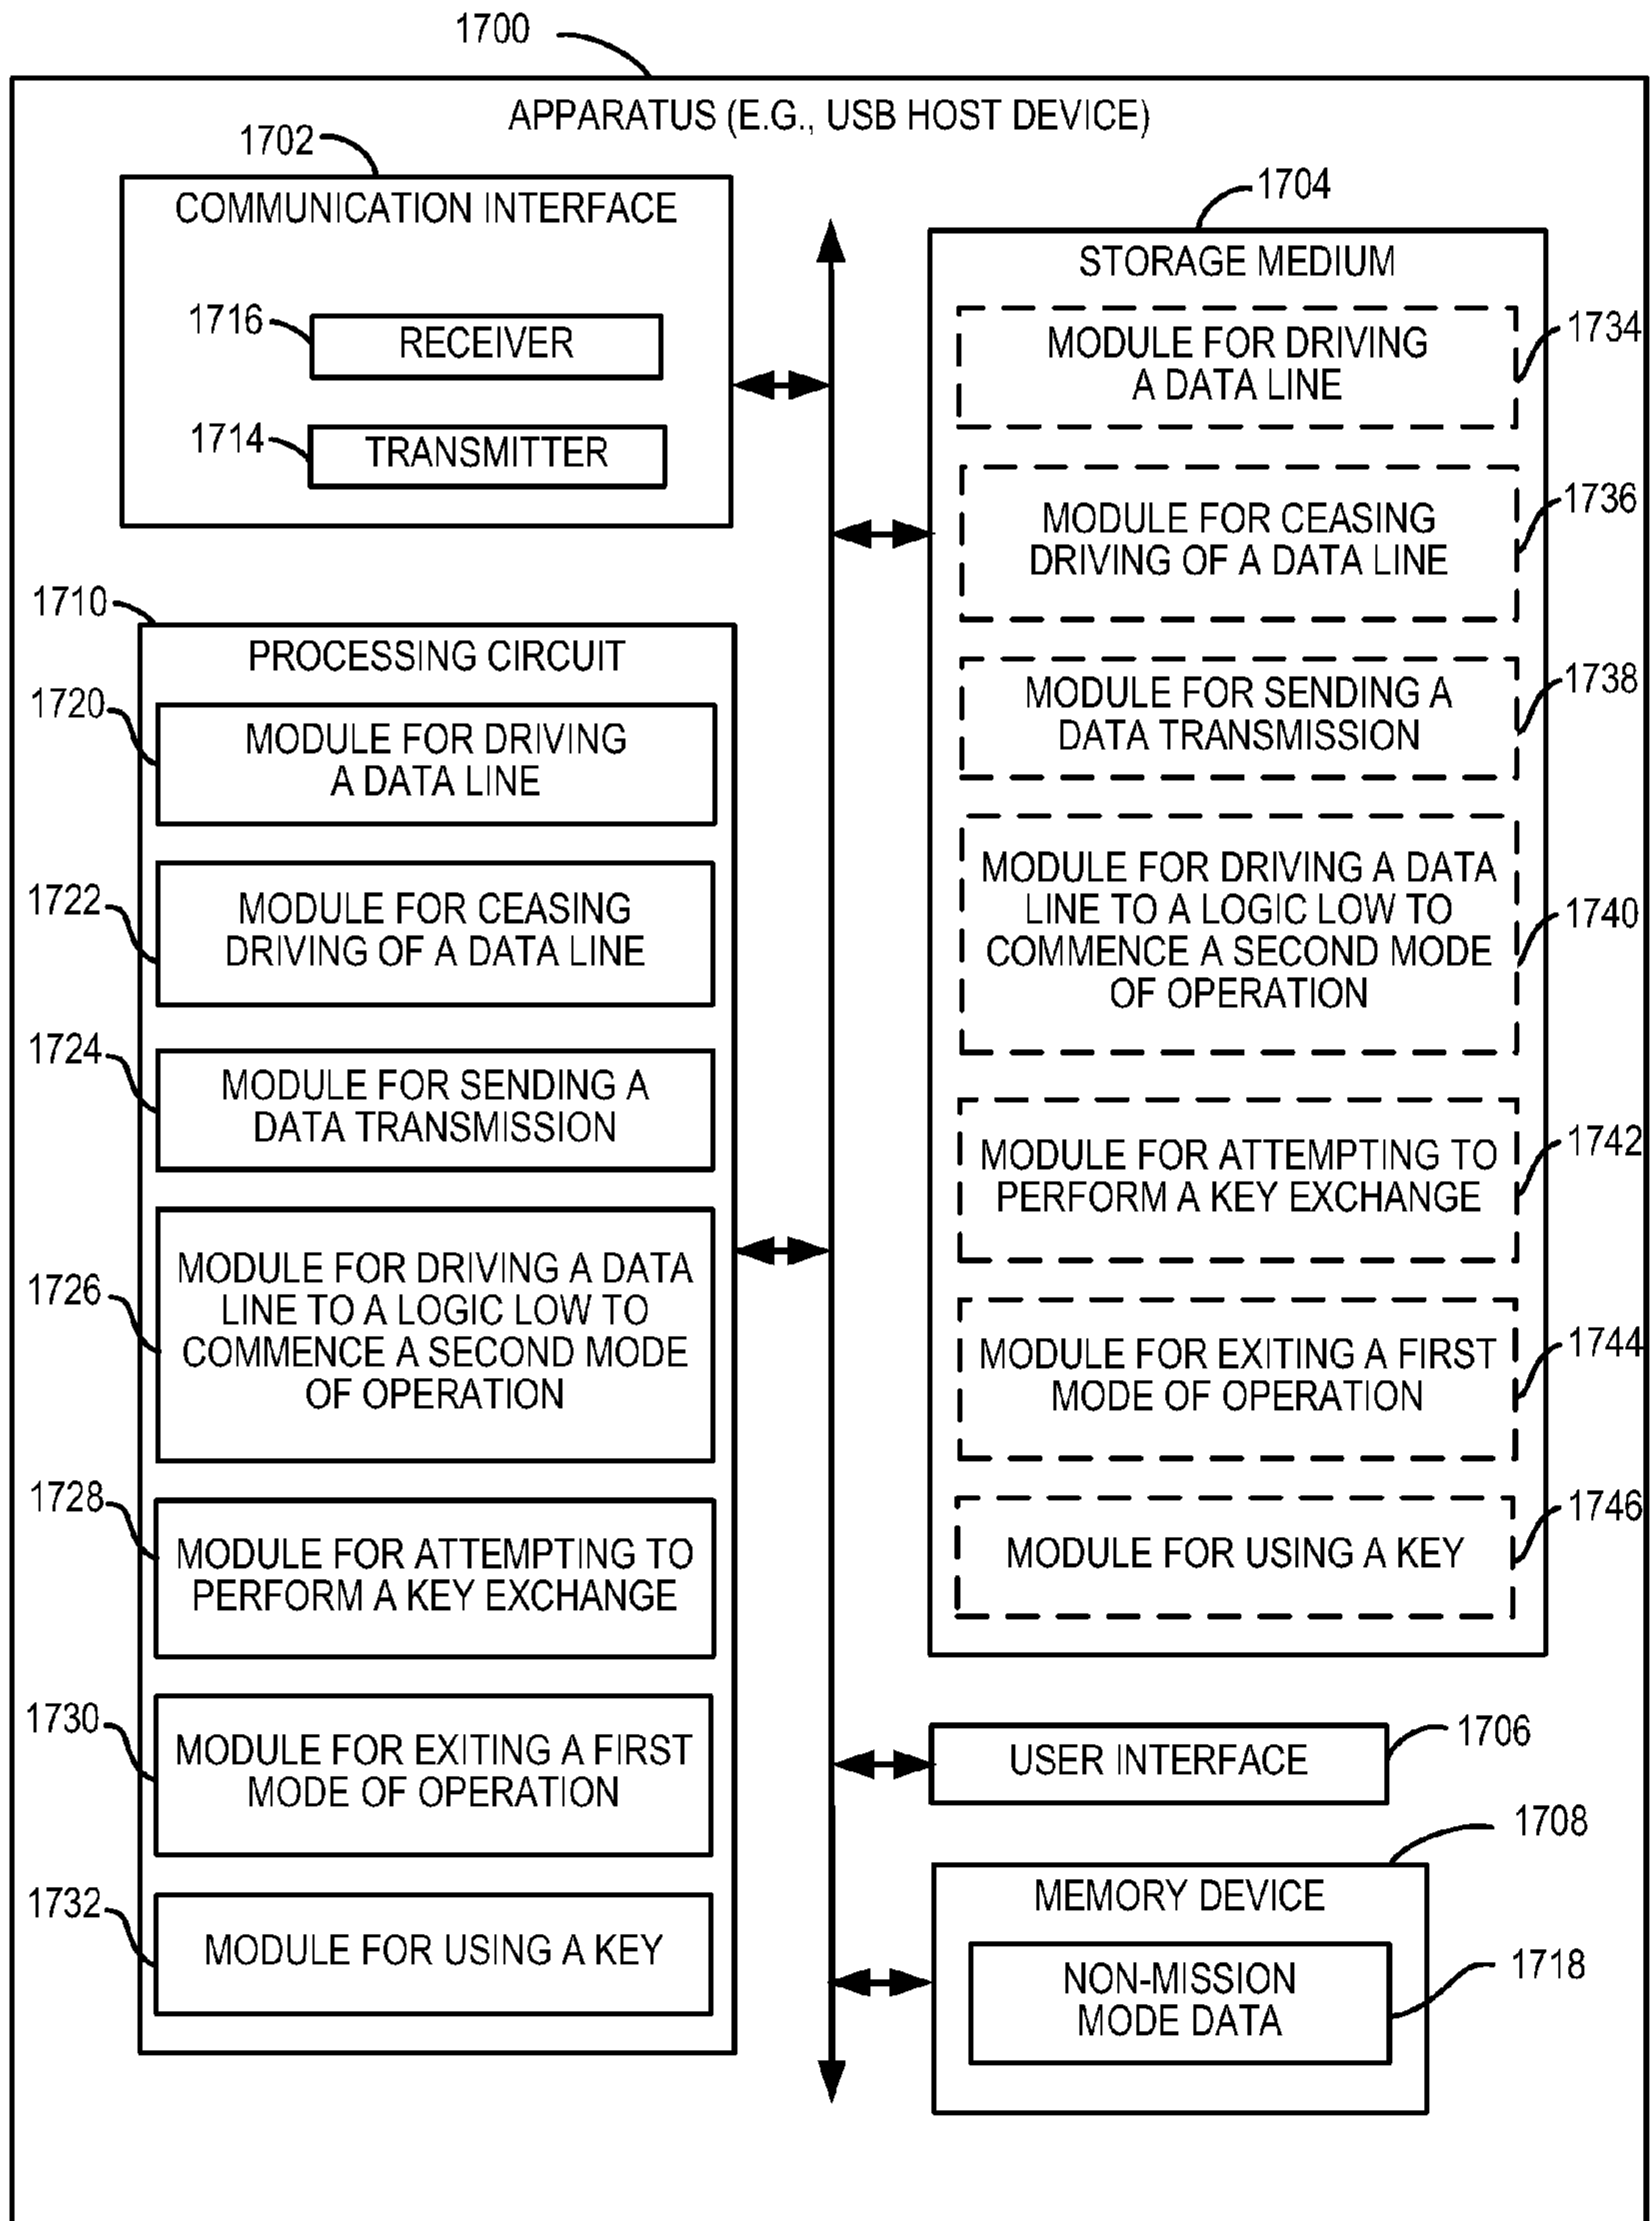 1700
APPARATUS (E.G., USB HOST DEVICE)
1702
COMMUNICATION INTERFACE
1716
RECEIVER
1714
TRANSMITTER
1710
PROCESSING CIRCUIT
1720
MODULE FOR DRIVING
A DATA LINE
1722
MODULE FOR CEASING
DRIVING OF A DATA LINE
1724
MODULE FOR SENDING A
DATA TRANSMISSION
1726
MODULE FOR DRIVING A DATA
LINE TO A LOGIC LOW TO
COMMENCE A SECOND MODE
OF OPERATION
1728
MODULE FOR ATTEMPTING TO
PERFORM A KEY EXCHANGE
1730
MODULE FOR EXITING A FIRST
MODE OF OPERATION
1732
MODULE FOR USING A KEY
1704
STORAGE MEDIUM
1734
MODULE FOR DRIVING
A DATA LINE
1736
MODULE FOR CEASING
DRIVING OF A DATA LINE
1738
MODULE FOR SENDING A
DATA TRANSMISSION
MODULE FOR DRIVING A DATA
LINE TO A LOGIC LOW TO
1740
COMMENCE A SECOND MODE
OF OPERATION
1742
MODULE FOR ATTEMPTING TO
PERFORM A KEY EXCHANGE
1744
MODULE FOR EXITING A FIRST
MODE OF OPERATION
1746
MODULE FOR USING A KEY
1706
USER INTERFACE
1708
MEMORY DEVICE
1718
NON-MISSION
MODE DATA